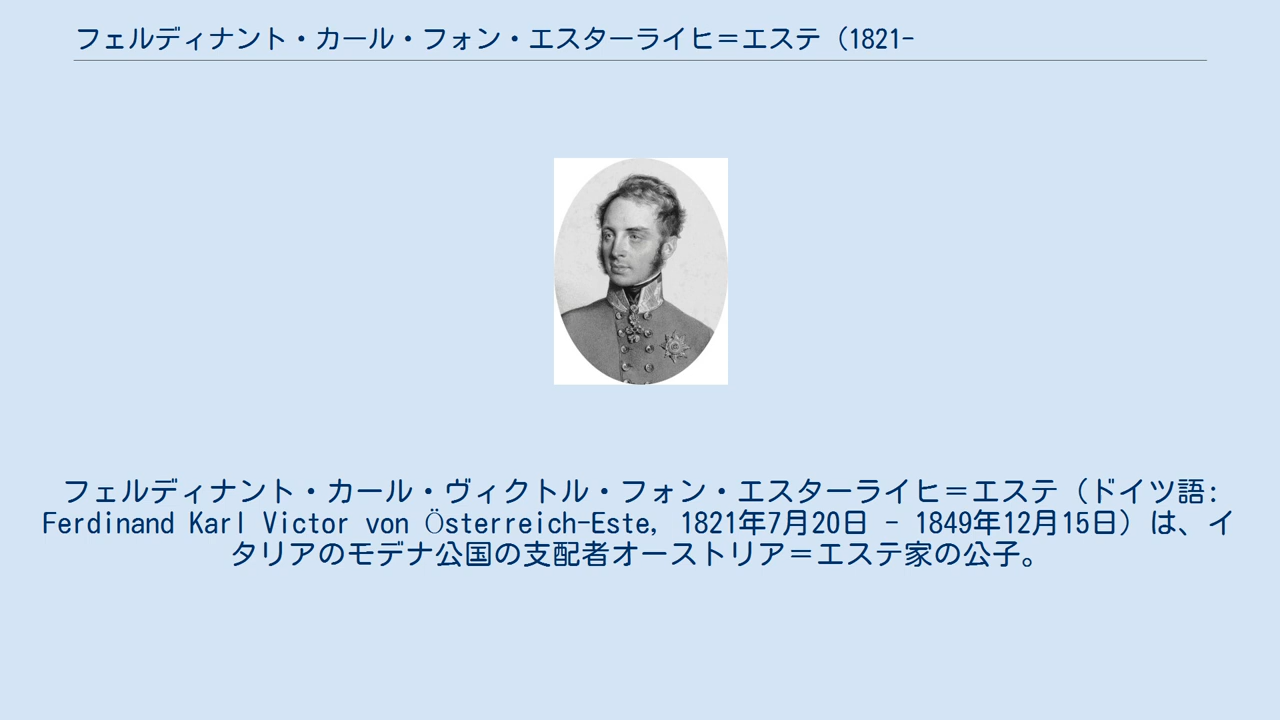 フェルディナント・カール・フォン・エスターライヒ＝エステ（1821-
フェルディナント・カール・ヴィクトル・フォン・エスターライヒ＝エステ（ドイツ語:
Ferdinand Karl Victor von Österreich-Este, 1821年7月20日 - 1849年12月15日）は、イ
タリアのモデナ公国の支配者オーストリア＝エステ家の公子。